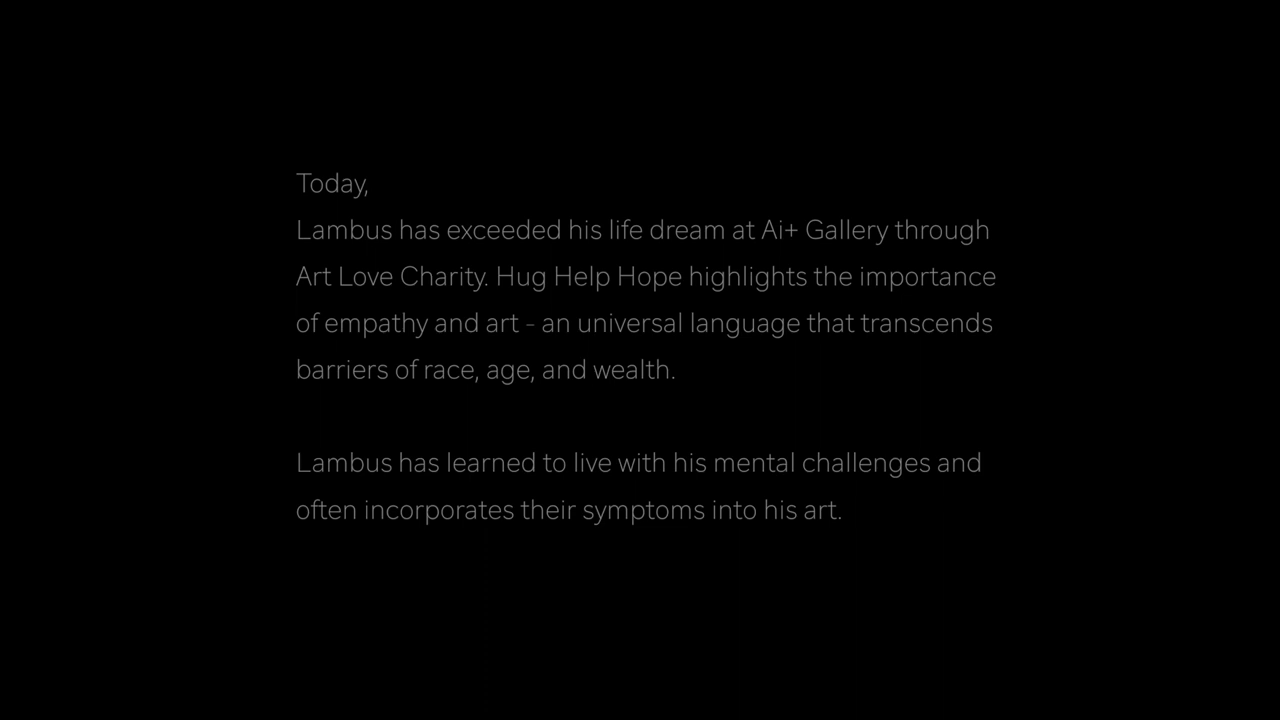 Today,
Lambus has exceeded his life dream at Ai+ Gallery through
Art Love Charity. Hug Help Hope highlights the importance
of empathy and art - an universal language that transcends
barriers of race, age, and wealth.
Lambus has learned to live with his mental challenges and
often incorporates their symptoms into his art.